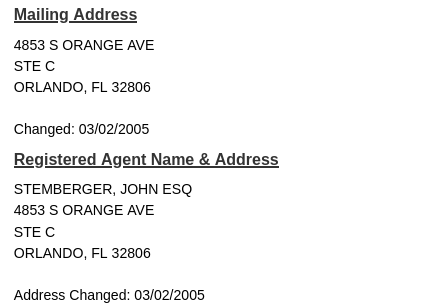 Mailing Address
4853 S ORANGE AVE
STE C
ORLANDO, FL 32806
Changed: 03/02/2005
Registered Agent Name & Address
STEMBERGER, JOHN ESQ
4853 S ORANGE AVE
STE C
ORLANDO, FL 32806
Address Changed: 03/02/2005